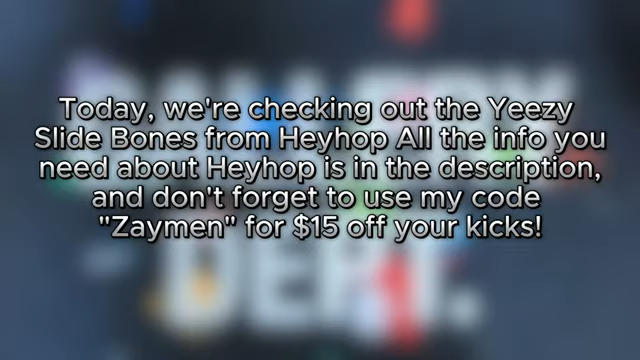 Today, we're checking out the Yeezy
Slide Bones from Heyhop All the info you
need about Heyhop is in the description,
and don't forget to use my code
"Zaymen" for $15 off your kicks!